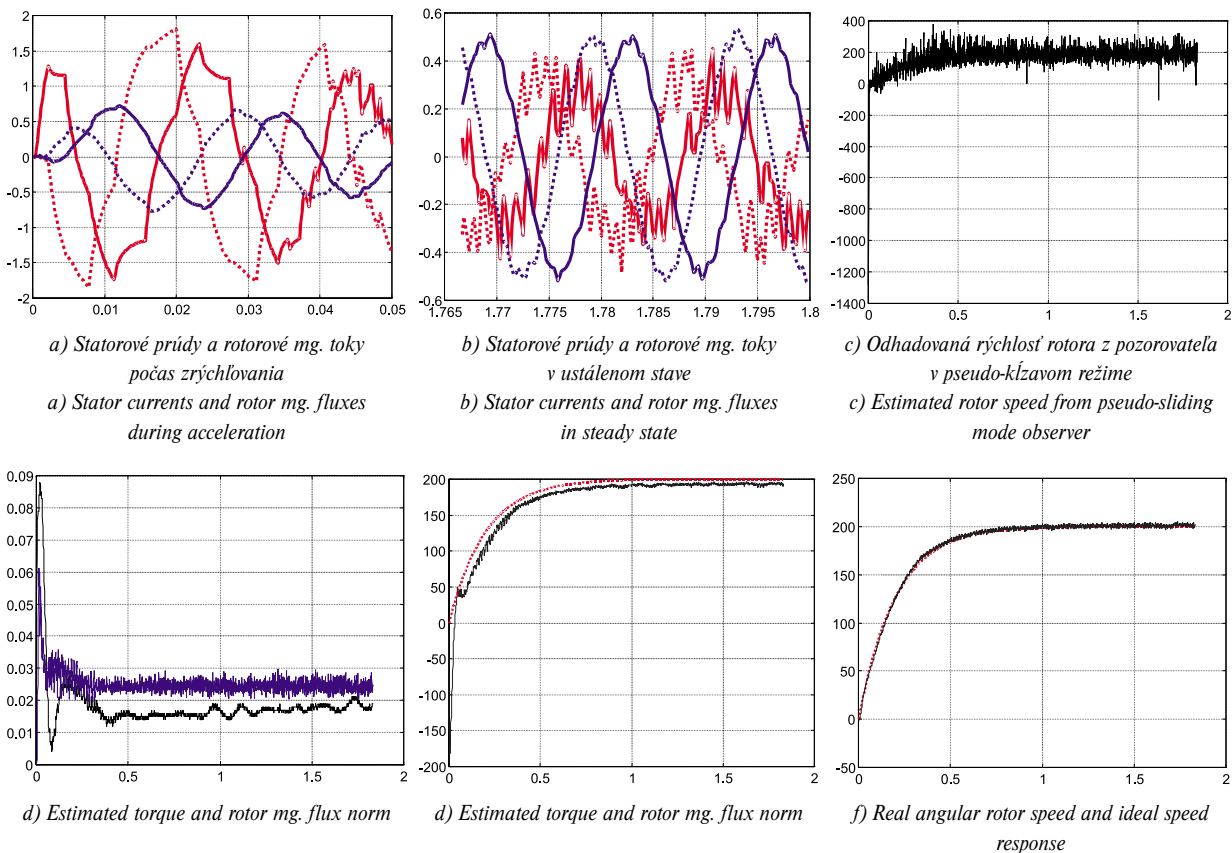 2
1.5
1
0.5
0
-0.5
-1
-1.5
-2
0 0.01 0.02 0.03 0.04 0.05
a) Statorové prúdy a rotorové mg. toky
počas zrýchľovania
a) Stator currents and rotor mg. fluxes
during acceleration
0.6
0.4
0.2
0
-0.2
-0.4
-0.6
1.765 1.77 1.775 1.78 1.785 1.79 1.795 1.8
b) Statorové prúdy a rotorové mg. toky
v ustálenom stave
b) Stator currents and rotor mg. fluxes
in steady state
400
200
0
-200
-400
-600
-800
-1000
-1200
-1400
0 0.5 1 1.5 2
c) Odhadovaná rýchlosť rotora z pozorovateľa
v pseudo-kĺzavom režime
c) Estimated rotor speed from pseudo-sliding
mode observer
0.09
0.08
0.07
0.06
0.05
0.04
0.03
0.02
0.01
0
0 0.5 1 1.5 2
d) Estimated torque and rotor mg. flux norm
200
150
100
50
0
-50
-100
-150
-200
0 0.5 1 1.5 2
d) Estimated torque and rotor mg. flux norm
250
200
150
100
50
0
-50
0 0.5 1 1.5 2
f) Real angular rotor speed and ideal speed
response